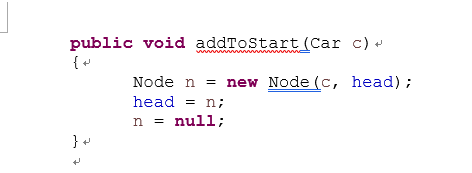 public void addToStart(Car c)
{
Node n = new Node(c, head);
head = n;
n = null;
}